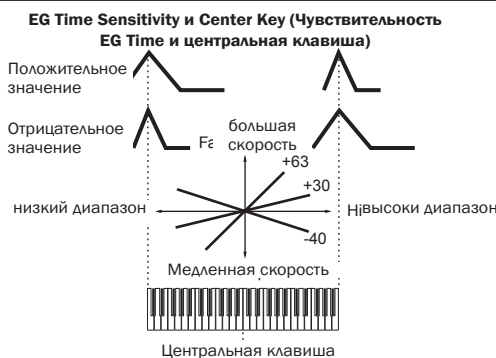 EG Time Sensitivity и Center Key (Чувствительность
EG Time и центральная клавиша)
Положительное
значение
Отрицательное
значение
Fa
большая
скорость
+63
+30
низкий диапазон
Hiвысоки диапазон
-40
Медленная скорость
Центральная клавиша